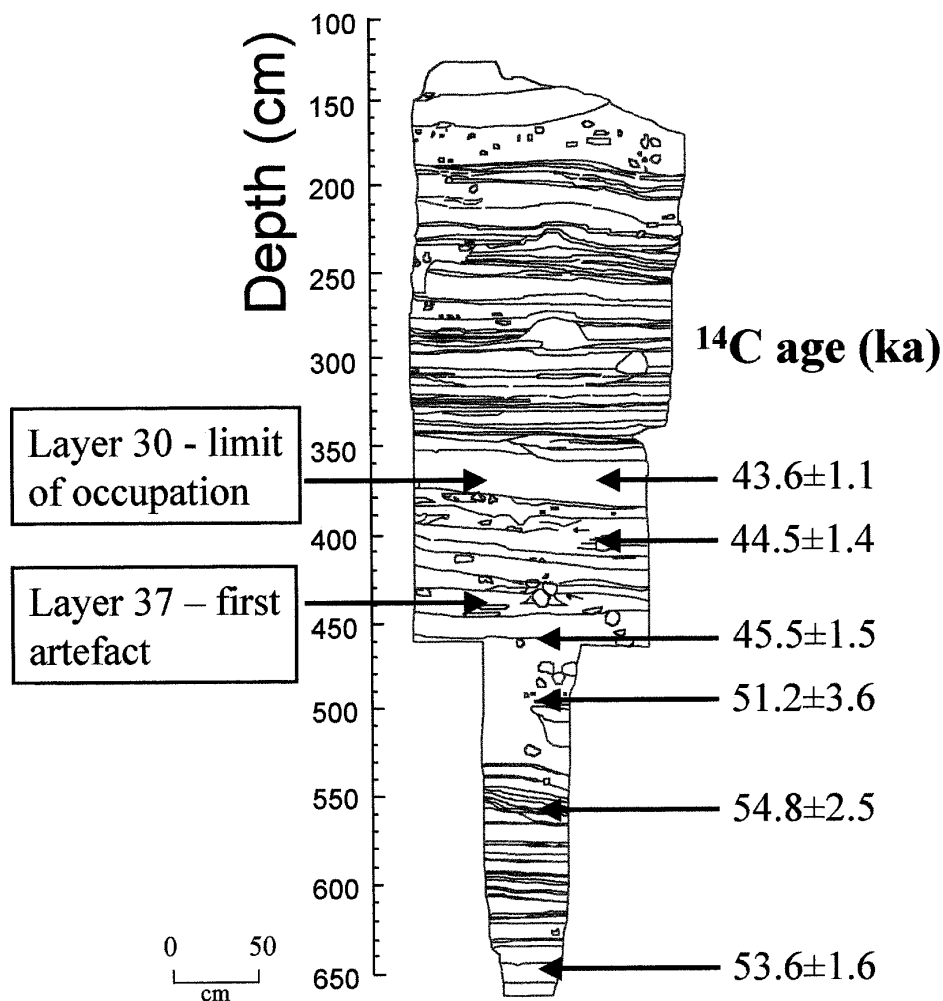 Depth (cm)
100
150
200
250
300
350
400
450
500
550
600
650
¹⁴C age (ka)
Layer 30 - limit
of occupation
Layer 37 – first
artefact
43.6±1.1
44.5±1.4
45.5±1.5
51.2±3.6
54.8±2.5
53.6±1.6
0 50
cm